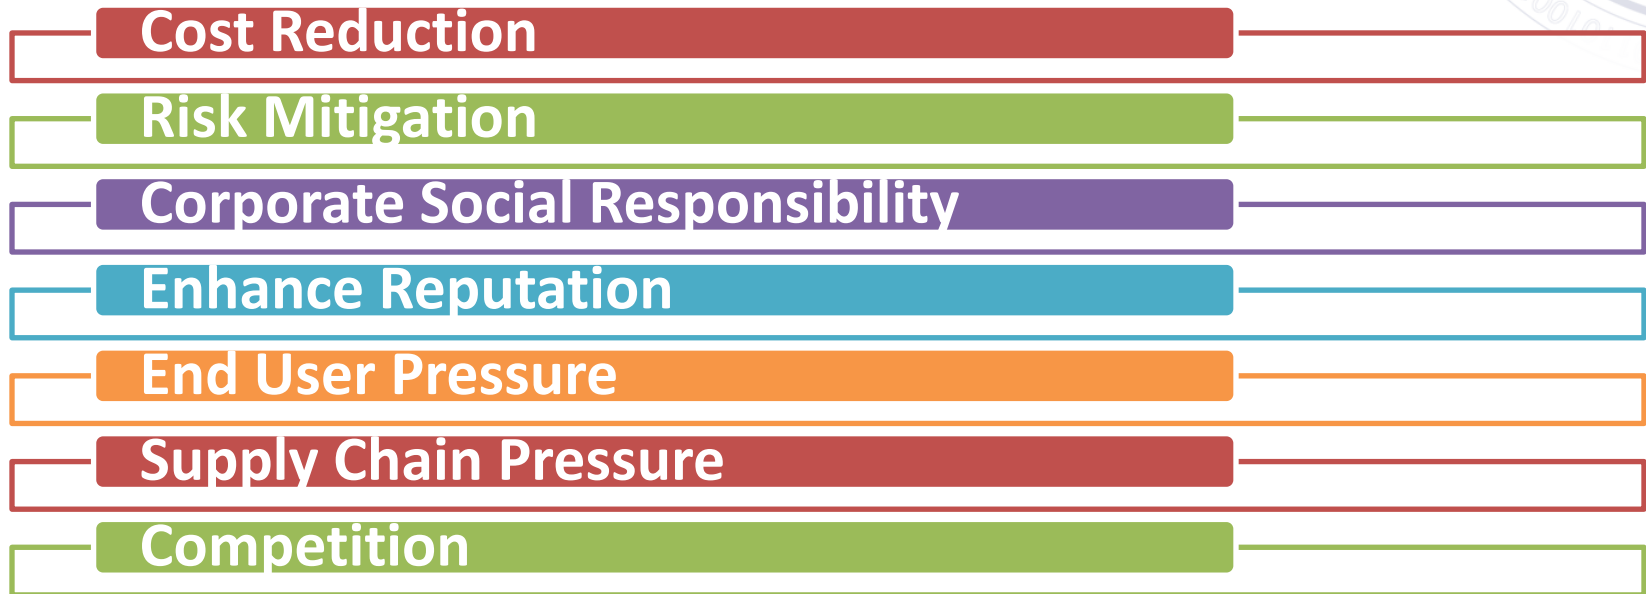 Cost Reduction
Risk Mitigation
Corporate Social Responsibility
Enhance Reputation
End User Pressure
Supply Chain Pressure
Competition